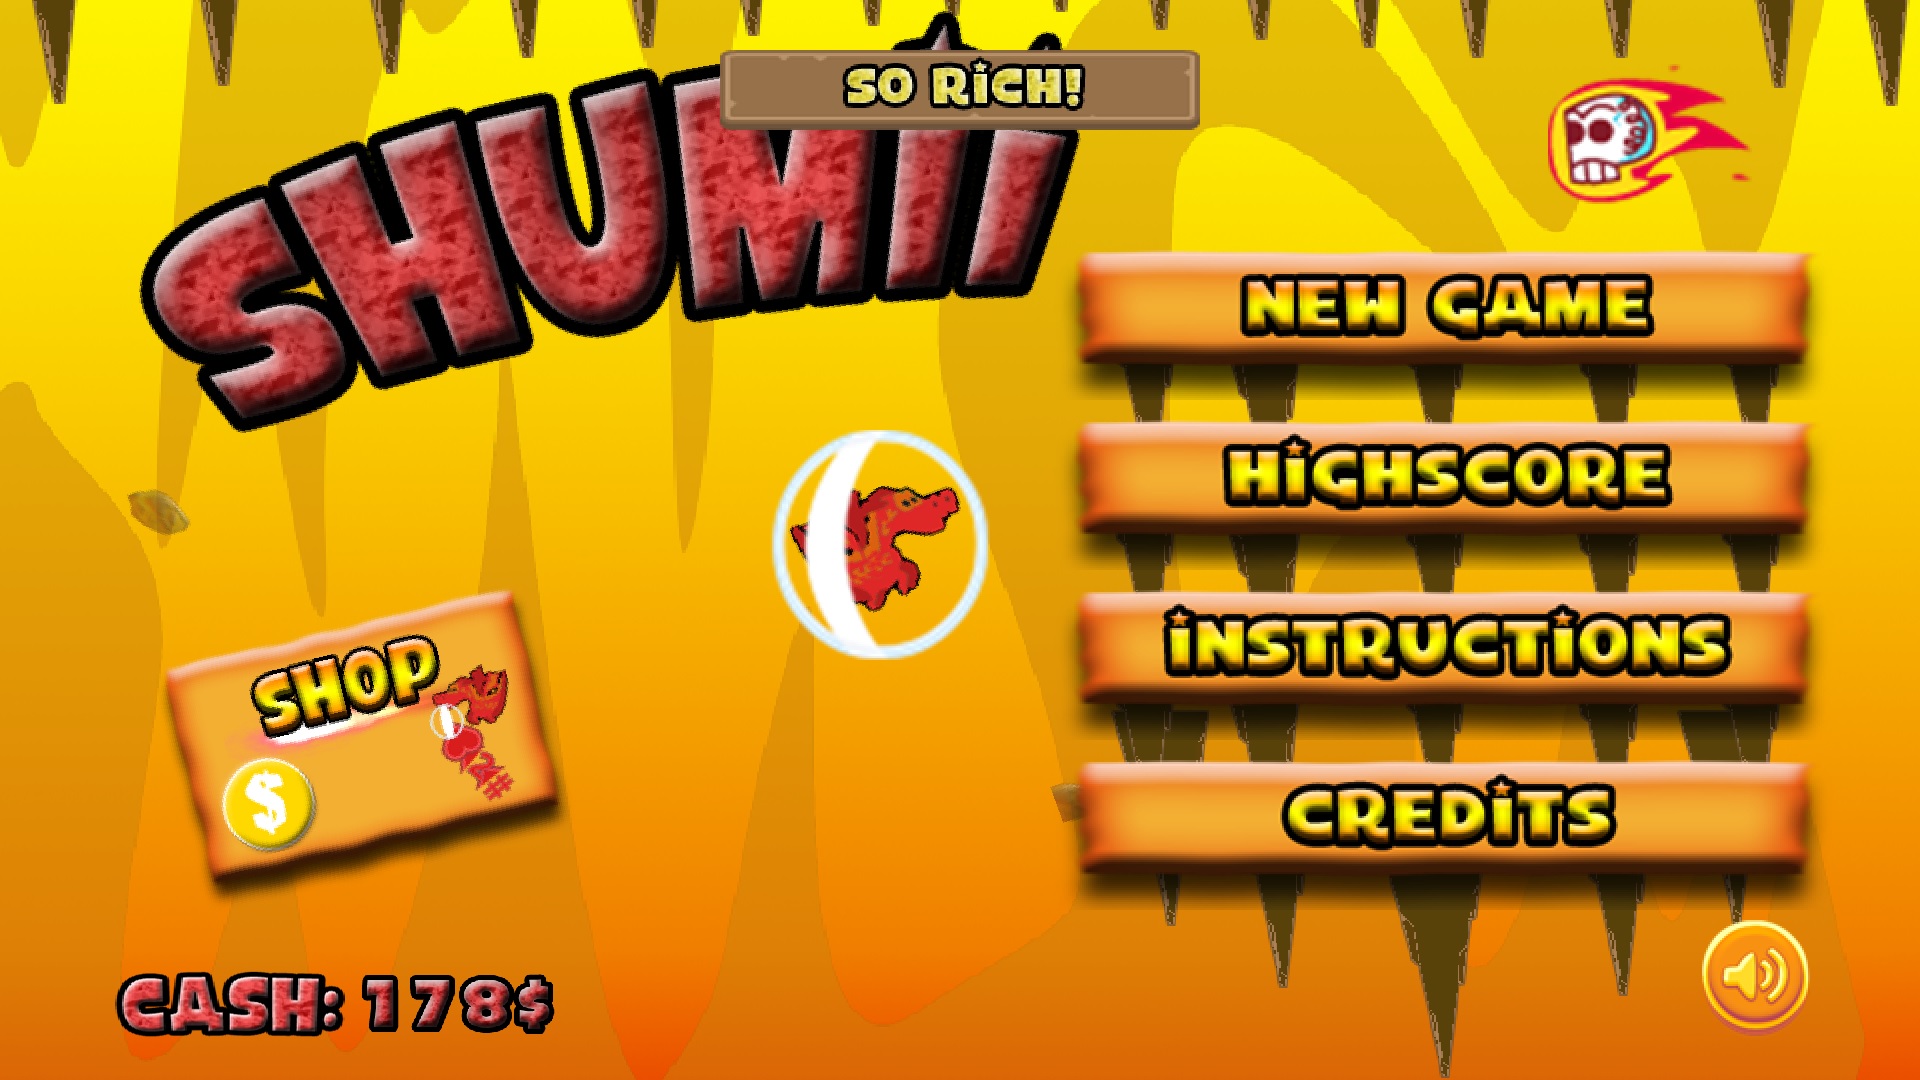 SHUMII
SO RICH!
NEW GAME
HIGHSCORE
INSTRUCTIONS
CREDITS
SHOP
$
CASH: 178$